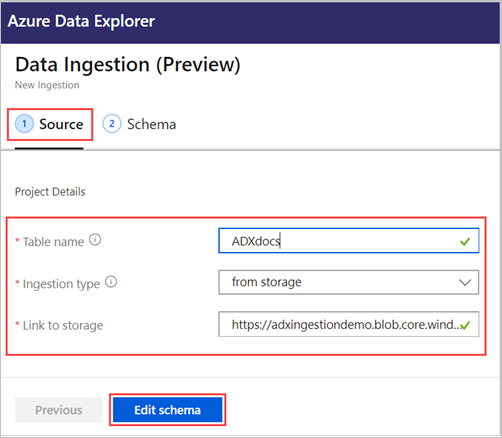 Azure Data Explorer
Data Ingestion (Preview)
New Ingestion
1 Source 2 Schema
Project Details
* Table name ADXdocs
* Ingestion type from storage
* Link to storage https://adxingestiondemo.blob.core.wind...
Previous Edit schema